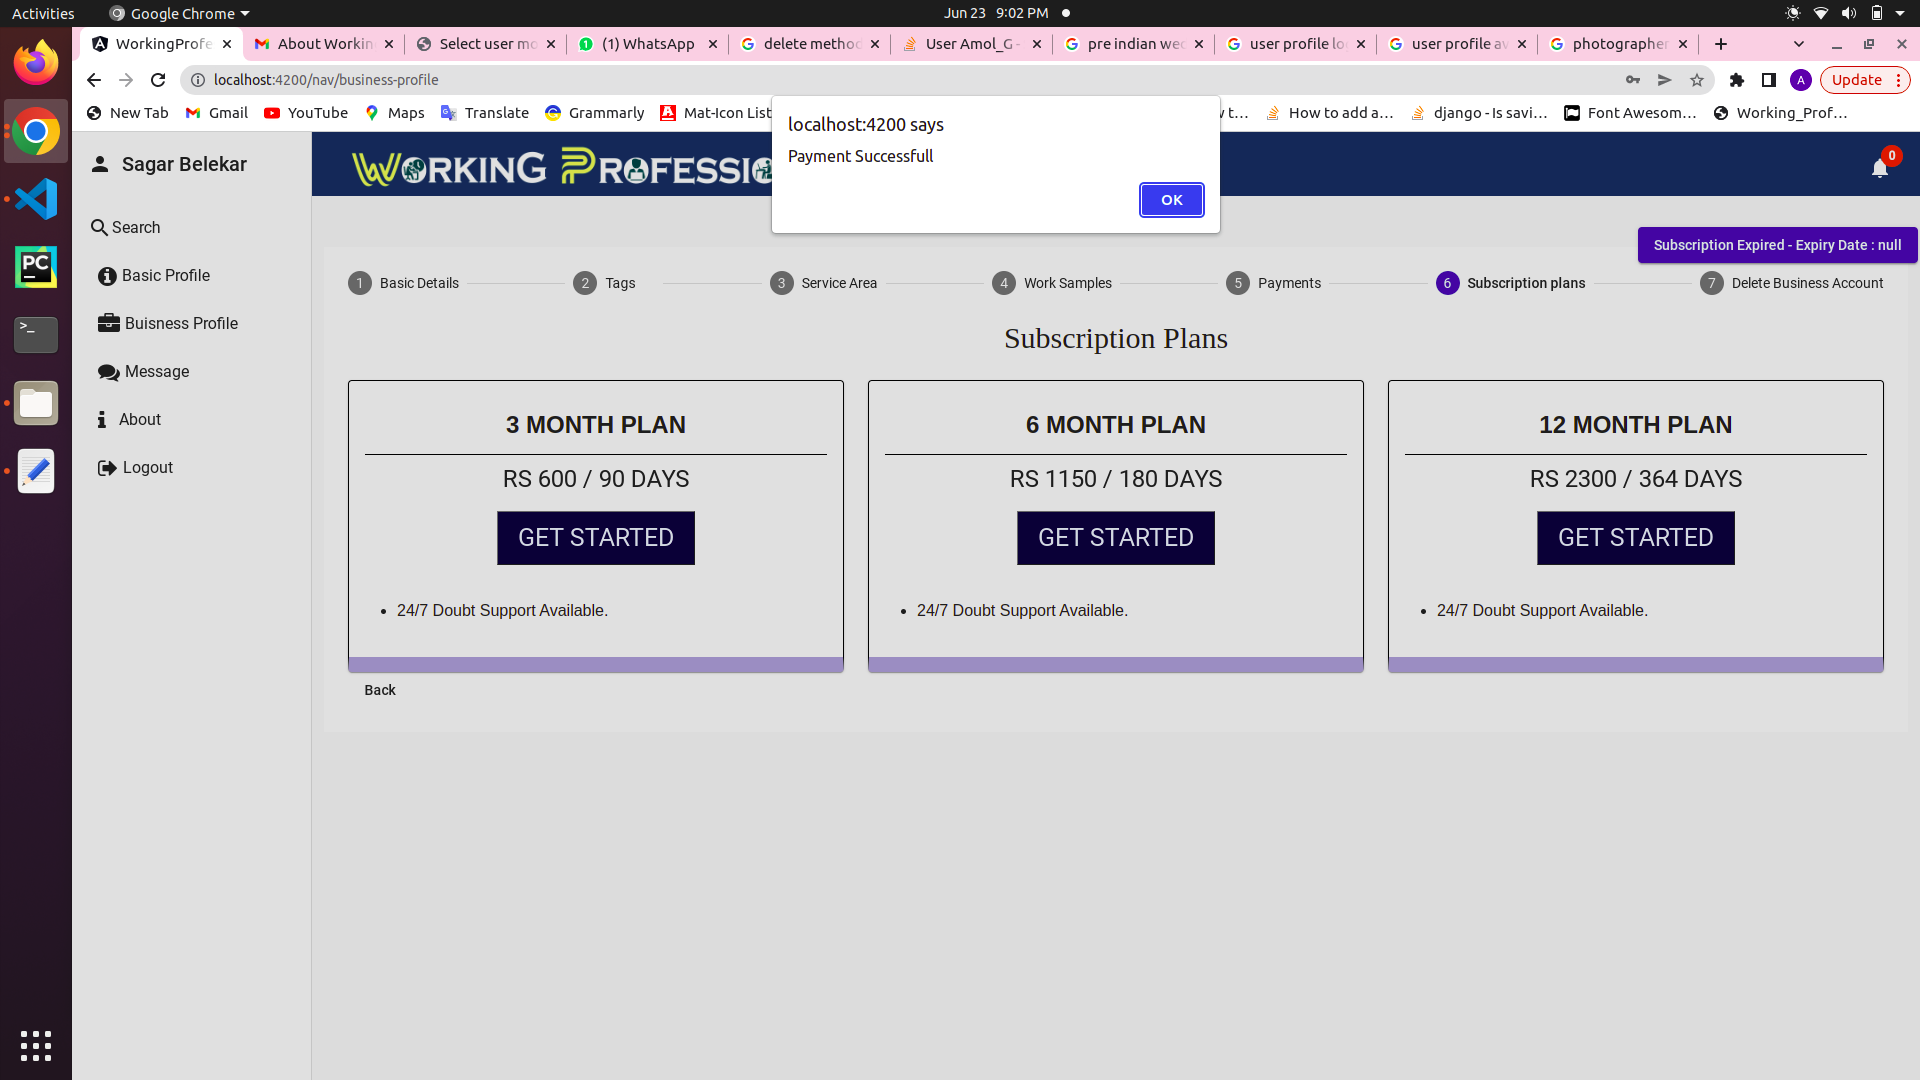 Activities
Google Chrome
Jun 23 9:02 PM
WorkingProfe
About Workin
Select user mo
(1) WhatsApp
delete metho
User Amol_G -
pre indian wed
user profile lo
user profile av
photographer
localhost:4200/nav/business-profile
A
Update
New Tab
Gmail
YouTube
Maps
Translate
Grammarly
Mat-Icon List
w t…
How to add a…
django - Is savi…
Font Awesom…
Working_Prof…
localhost:4200 says
Payment Successfull
OK
Sagar Belekar
WORKING PROFESSIO
0
Search
Basic Profile
Buisness Profile
Message
About
Logout
Subscription Expired - Expiry Date : null
1 Basic Details
2 Tags
3 Service Area
4 Work Samples
5 Payments
6 Subscription plans
7 Delete Business Account
Subscription Plans
3 MONTH PLAN
RS 600 / 90 DAYS
GET STARTED
24/7 Doubt Support Available.
6 MONTH PLAN
RS 1150 / 180 DAYS
GET STARTED
24/7 Doubt Support Available.
12 MONTH PLAN
RS 2300 / 364 DAYS
GET STARTED
24/7 Doubt Support Available.
Back
PC
>_